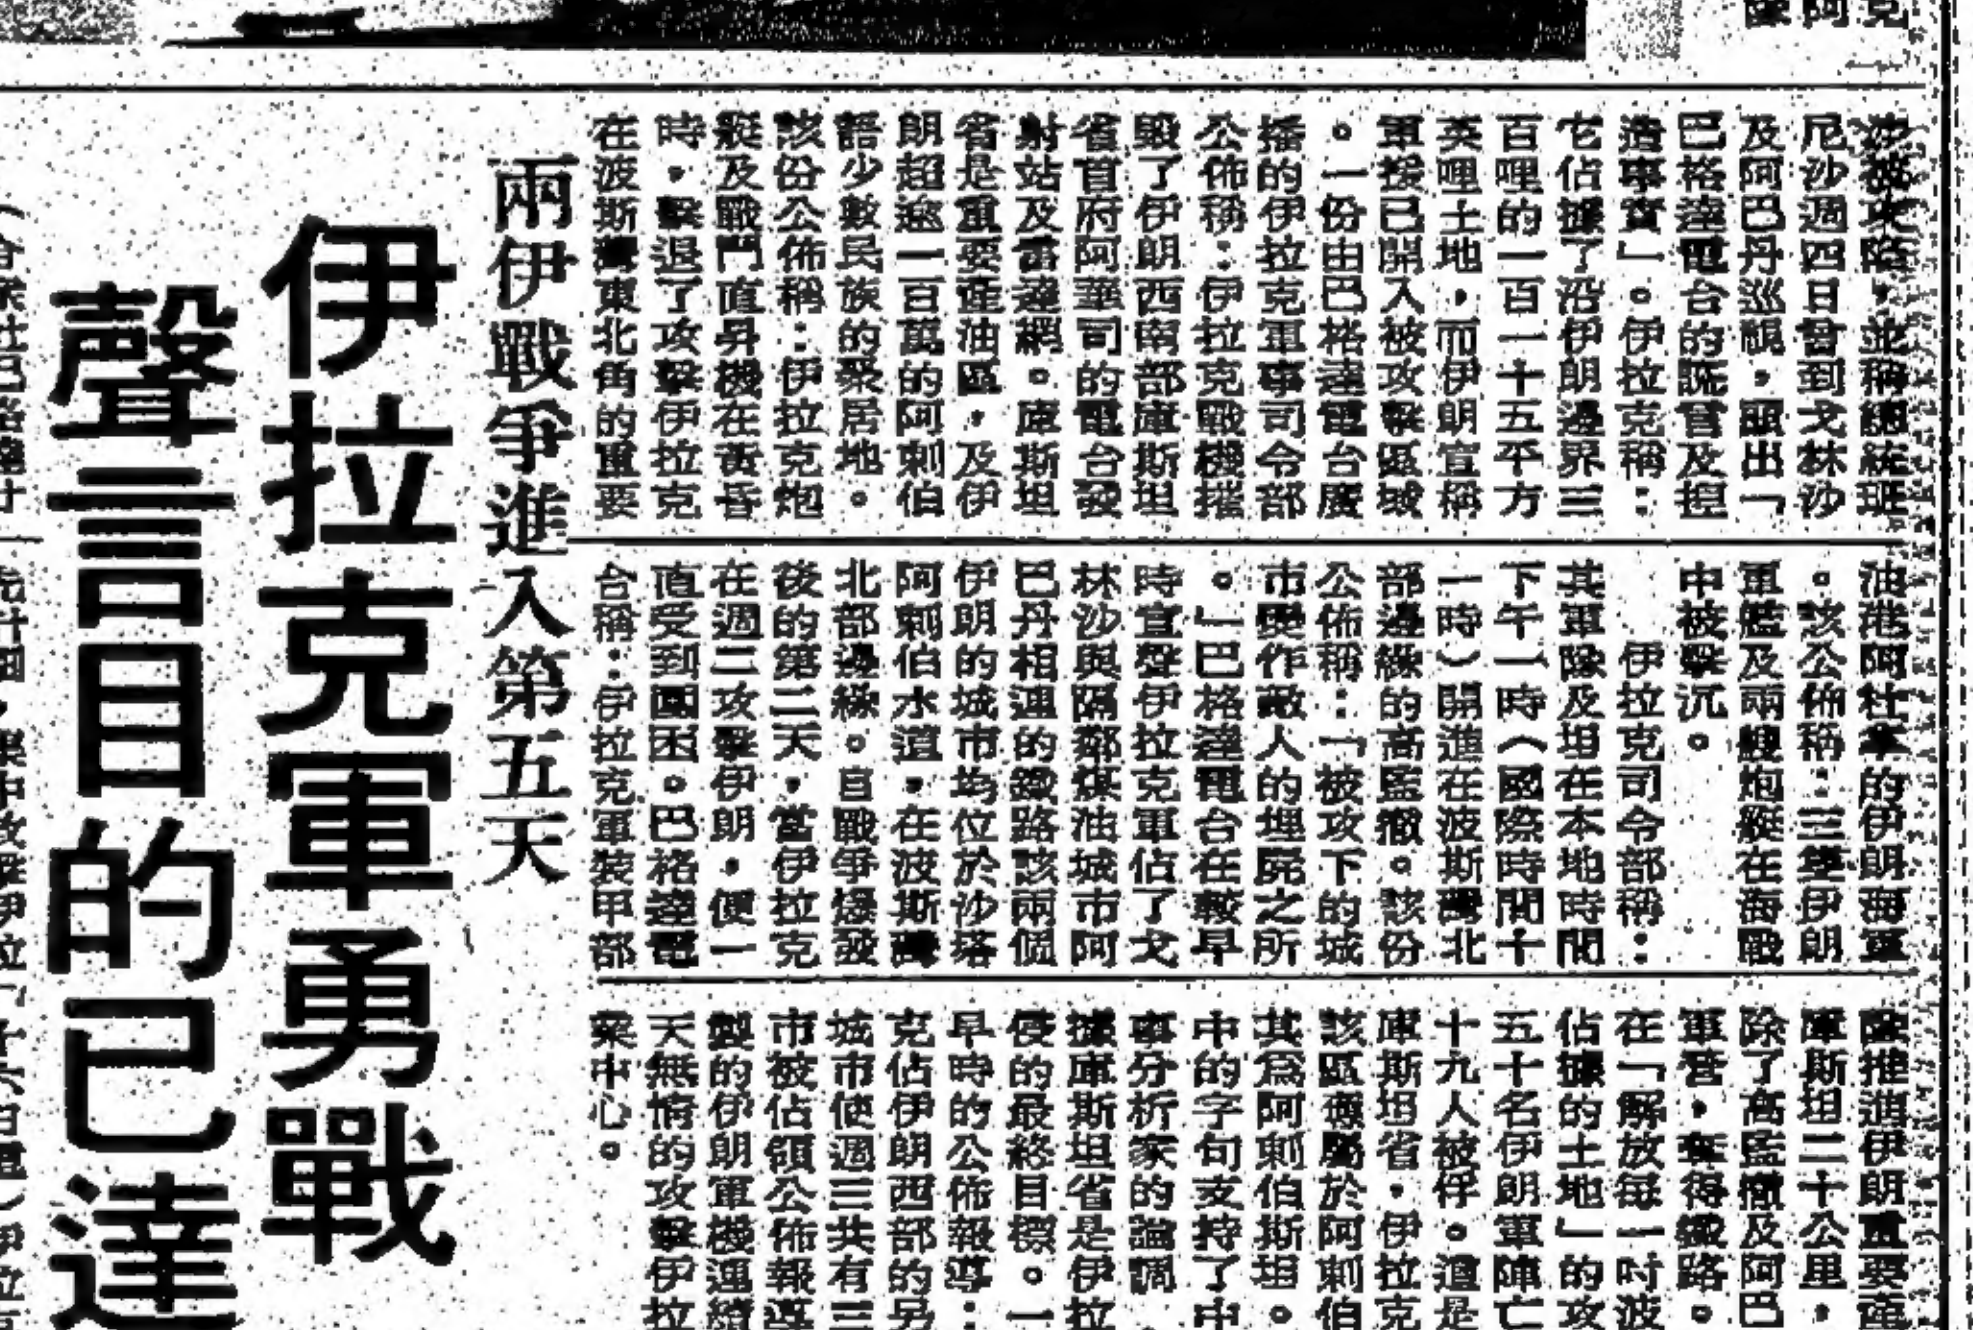 兩伊戰爭進入第五天
伊拉克軍勇戰
聲言目的已達
沙被攻陷，並稱總統班
尼沙週四日曾到戈林沙
及阿巴丹巡視，顯出「
巴格達電台的謊言及捏
造事實」。伊拉克稱：
它佔據了沿伊朗邊界三
百哩的一百一十五平方
英哩土地，而伊朗宣稱
軍援已開入被攻擊區域
。一份由巴格達電台廣
播的伊拉克軍事司令部
公佈稱：伊拉克戰機摧
毀了伊朗西南部庫斯坦
省首府阿華司的電台發
射站及雷達網。庫斯坦
省是重要產油區，及伊
朗超逾一百萬的阿剌伯
語少數民族的聚居地。
該份公佈稱：伊拉克炮
艇及戰鬥直昇機在黃昏
時，擊退了攻擊伊拉克
在波斯灣東北角的重要
油港阿杜拿的伊朗海軍
。該公佈稱：三隻伊朗
軍艦及兩艘炮艇在海戰
中被擊沉。
伊拉克司令部稱：
其軍隊及坦在本地時間
下午一時（國際時間十
一時）開進在波斯灣北
部邊緣的高監徹。該份
公佈稱：「被攻下的城
市變作敵人的埋屍之所
。」巴格達電台在較早
時宣聲伊拉克軍佔了戈
林沙與隔鄰煤油城市阿
巴丹相連的鐵路該兩個
伊朗的城市均位於沙塔
阿剌伯水道，在波斯灣
北部邊緣。自戰爭爆發
後的第二天，當伊拉克
在週二攻擊伊朗，便一
直受到圍困。巴格達電
台稱：伊拉克軍裝甲部
隊推進伊朗重要產
庫斯坦二十公里，
除了高監徹及阿巴
軍營，奪得鐵路。
在「解放每一吋波
佔據的土地」的攻
五十名伊朗軍陣亡
十九人被俘。這是
庫斯坦省，伊拉克
該區專屬於阿剌伯
其為阿剌伯斯坦。
中的字句支持了中
事分析家的論調
據庫斯坦省是伊拉
侵的最終目標。一
早時的公佈報導：
克佔伊朗西部的另
城市使週三共有三
市被佔領公佈報導
製的伊朗軍機連續
天無情的攻擊伊拉
業中心。